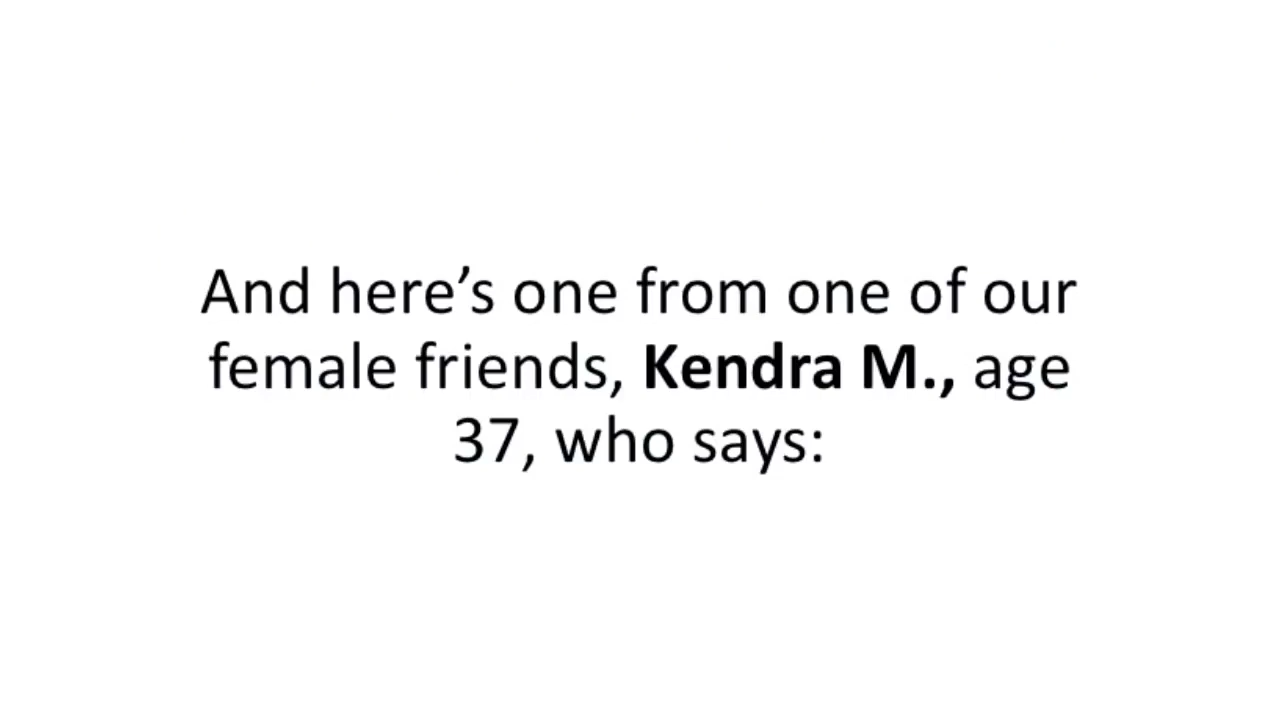 And here’s one from one of our
female friends, Kendra M., age
37, who says: